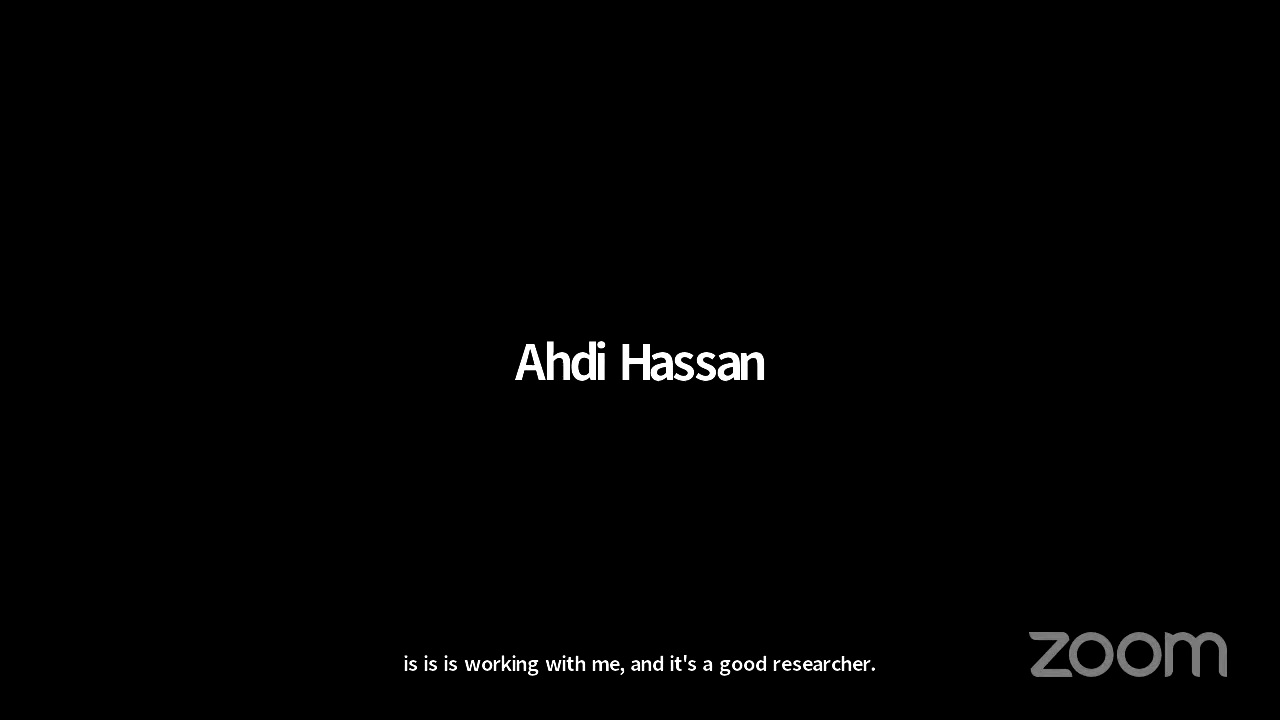 Ahdi Hassan
is is is working with me, and it's a good researcher.
zoom